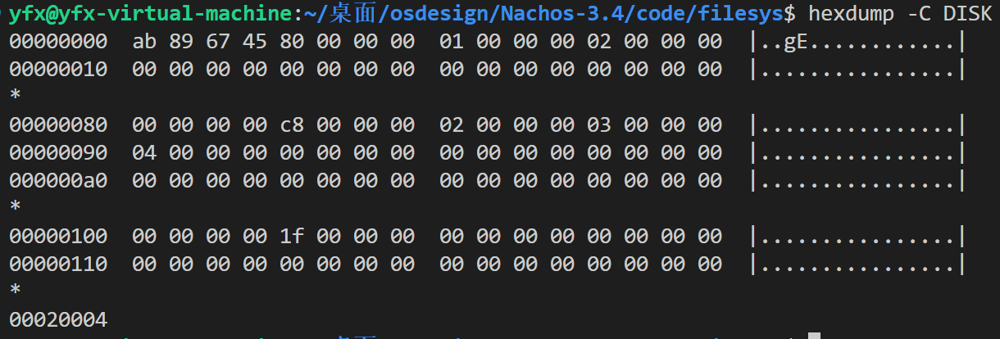 yfx@yfx-virtual-machine:~/桌面/osdesign/Nachos-3.4/code/filesys$ hexdump -C DISK
00000000  ab 89 67 45 80 00 00 00  01 00 00 00 02 00 00 00  |..gE............|
00000010  00 00 00 00 00 00 00 00  00 00 00 00 00 00 00 00  |................|
*
00000080  00 00 00 00 c8 00 00 00  02 00 00 00 03 00 00 00  |................|
00000090  04 00 00 00 00 00 00 00  00 00 00 00 00 00 00 00  |................|
000000a0  00 00 00 00 00 00 00 00  00 00 00 00 00 00 00 00  |................|
*
00000100  00 00 00 00 1f 00 00 00  00 00 00 00 00 00 00 00  |................|
00000110  00 00 00 00 00 00 00 00  00 00 00 00 00 00 00 00  |................|
*
00020004